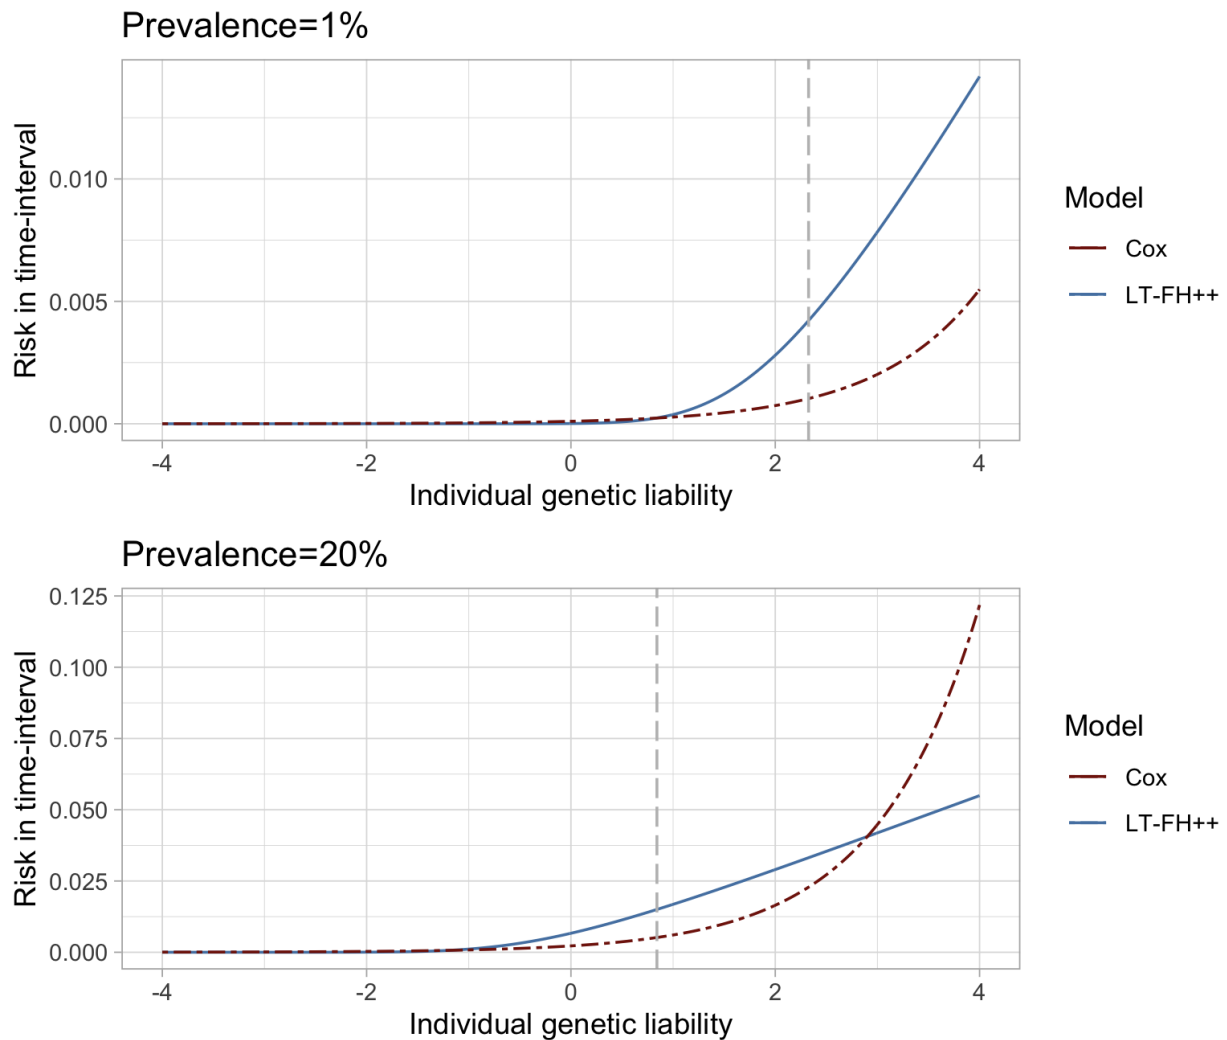 Prevalence=1%
0.010
0.005
0.000
Risk in time-interval
-4 -2 0 2 4
Individual genetic liability
Model
Cox
LT-FH++
Prevalence=20%
0.125
0.100
0.075
0.050
0.025
0.000
Risk in time-interval
-4 -2 0 2 4
Individual genetic liability
Model
Cox
LT-FH++